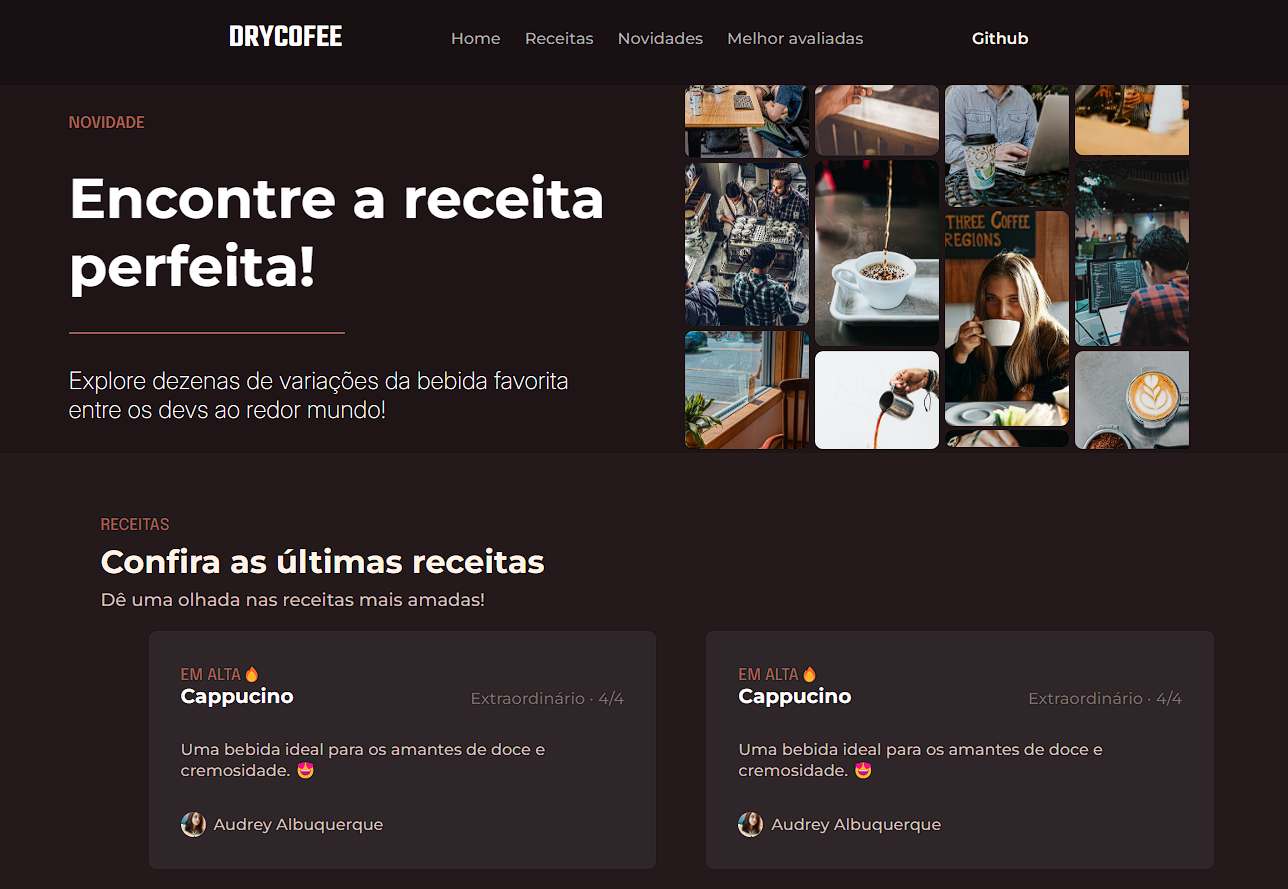 DRYCOFEE
Home Receitas Novidades Melhor avaliadas Github
NOVIDADE
Encontre a receita
perfeita!
Explore dezenas de variações da bebida favorita
entre os devs ao redor mundo!
THREE COFFEE
REGIONS
RECEITAS
Confira as últimas receitas
Dê uma olhada nas receitas mais amadas!
EM ALTA 🔥
Cappucino Extraordinário · 4/4
Uma bebida ideal para os amantes de doce e
cremosidade. 🤩
Audrey Albuquerque
EM ALTA 🔥
Cappucino Extraordinário · 4/4
Uma bebida ideal para os amantes de doce e
cremosidade. 🤩
Audrey Albuquerque